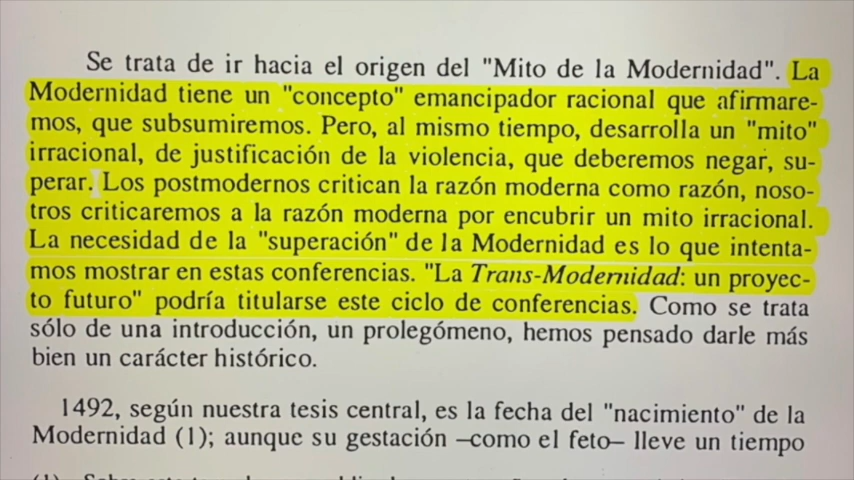 Se trata de ir hacia el origen del "Mito de la Modernidad". La
Modernidad tiene un "concepto" emancipador racional que afirmare-
mos, que subsumiremos. Pero, al mismo tiempo, desarrolla un "mito"
irracional, de justificación de la violencia, que deberemos negar, su-
perar. Los postmodernos critican la razón moderna como razón, noso-
tros criticaremos a la razón moderna por encubrir un mito irracional.
La necesidad de la "superación" de la Modernidad es lo que intenta-
mos mostrar en estas conferencias. "La Trans-Modernidad: un proyec-
to futuro" podría titularse este ciclo de conferencias. Como se trata
sólo de una introducción, un prolegómeno, hemos pensado darle más
bien un carácter histórico.
1492, según nuestra tesis central, es la fecha del "nacimiento" de la
Modernidad (1); aunque su gestación –como el feto– lleve un tiempo